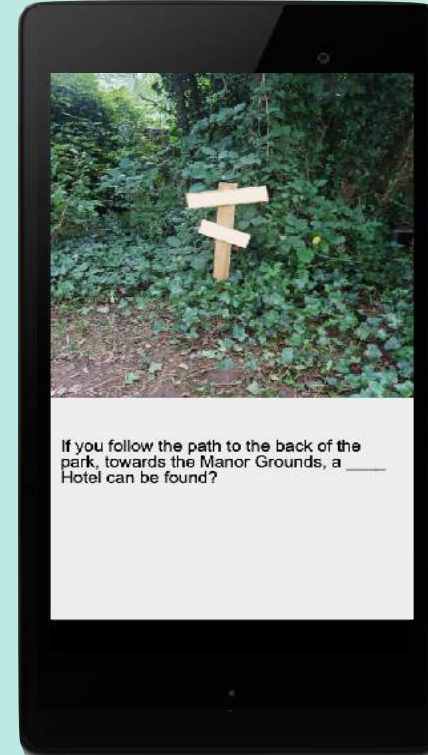 If you follow the path to the back of the
park, towards the Manor Grounds, a ____
Hotel can be found?